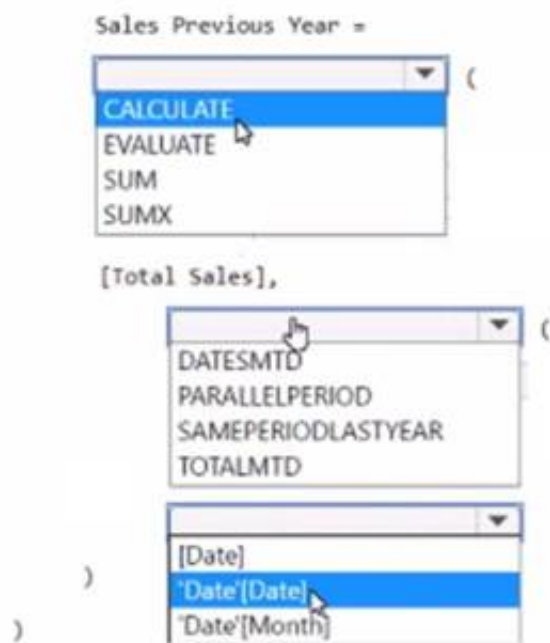 Sales Previous Year =
(
CALCULATE
EVALUATE
SUM
SUMX
[Total Sales],
(
DATESMTD
PARALLELPERIOD
SAMEPERIODLASTYEAR
TOTALMTD
[Date]
) 'Date'[Date]
) 'Date'[Month]